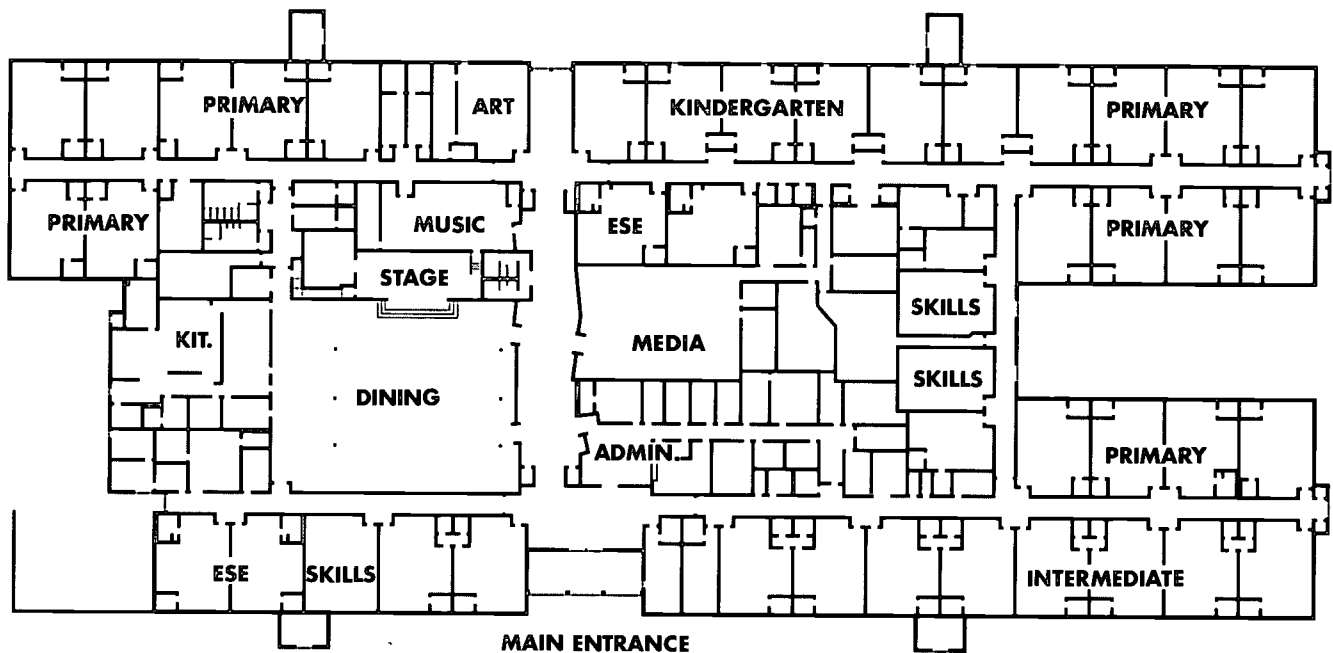 PRIMARY
ART
KINDERGARTEN
PRIMARY
PRIMARY
MUSIC
ESE
PRIMARY
STAGE
SKILLS
KIT.
MEDIA
SKILLS
DINING
ADMIN.
PRIMARY
ESE
SKILLS
INTERMEDIATE
MAIN ENTRANCE